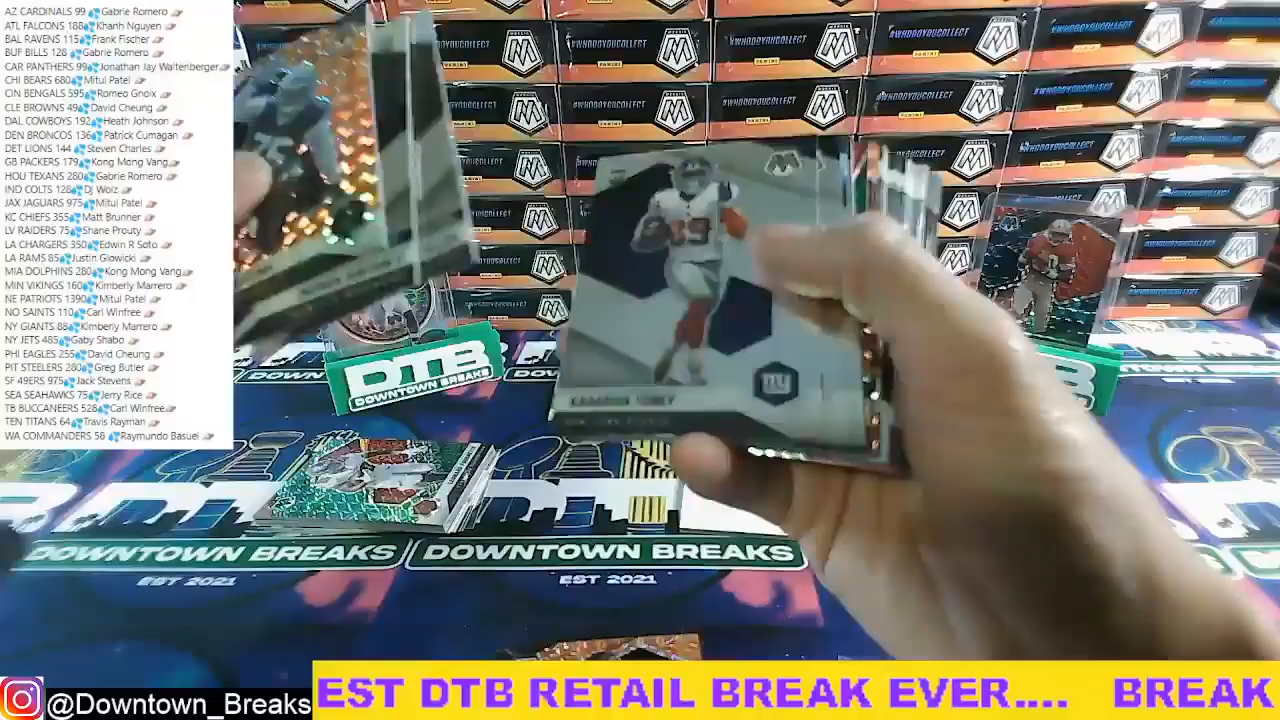 AZ CARDINALS 99 💦 Gabrie Romero
ATL FALCONS 188💦Khanh Nguyen
BAL RAVENS 115💦Frank Fischer
BUF BILLS 128 💦Gabrie Romero
CAR PANTHERS 99💦Jonathan Jay Waltenberger
CHI BEARS 680💦Mitul Patel
CIN BENGALS 595💦Romeo Gnoix
CLE BROWNS 49💦David Cheung
DAL COWBOYS 192💦Heath Johnson
DEN BRONCOS 136💦Patrick Cumagan
DET LIONS 144 💦Steven Charles
GB PACKERS 179💦Kong Mong Vang
HOU TEXANS 280💦Gabrie Romero
IND COLTS 128💦DJ Woiz
JAX JAGUARS 975💦Mitul Patel
KC CHIEFS 355💦Matt Brunner
LV RAIDERS 75💦Shane Prouty
LA CHARGERS 350💦Edwin R Soto
LA RAMS 85💦Justin Glowicki
MIA DOLPHINS 280💦Kong Mong Vang
MIN VIKINGS 160💦Kimberly Marrero
NE PATRIOTS 1390💦Mitul Patel
NO SAINTS 110💦Carl Winfree
NY GIANTS 88💦Kimberly Marrero
NY JETS 485💦Gaby Shabo
PHI EAGLES 255💦David Cheung
PIT STEELERS 280💦Greg Butler
SF 49ERS 975💦Jack Stevens
SEA SEAHAWKS 75💦Jerry Rice
TB BUCCANEERS 528💦Carl Winfree
TEN TITANS 64💦Travis Rayman
WA COMMANDERS 58 💦Raymundo Basuel
#WHODOYOUCOLLECT
PANINI
DTB
DOWNTOWN BREAKS
DOWNTOWN BREAKS
EST 2021
DOWNTOWN BREAKS
EST 2021
@Downtown_Breaks
EST DTB RETAIL BREAK EVER.... BREAK